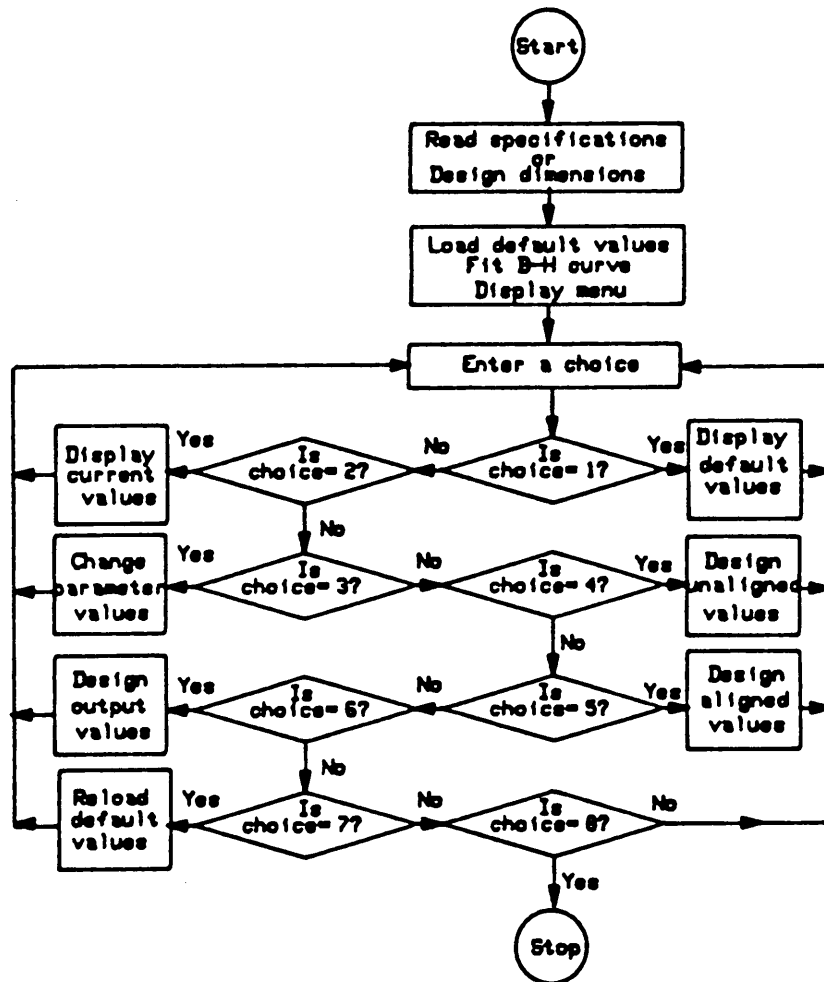 Start
Read specifications
or
Design dimensions
Load default values
Fit B-H curve
Display menu
Enter a choice
Display
current
values
Yes
Is
choice= 2?
No
Is
choice= 1?
Yes
Display
default
values
No
Change
parameter
values
Yes
Is
choice= 3?
No
Is
choice= 4?
Yes
Design
unaligned
values
No
Design
output
values
Yes
Is
choice= 6?
No
Is
choice= 5?
Yes
Design
aligned
values
No
Reload
default
values
Yes
Is
choice= 7?
No
Is
choice= 8?
No
Yes
Stop